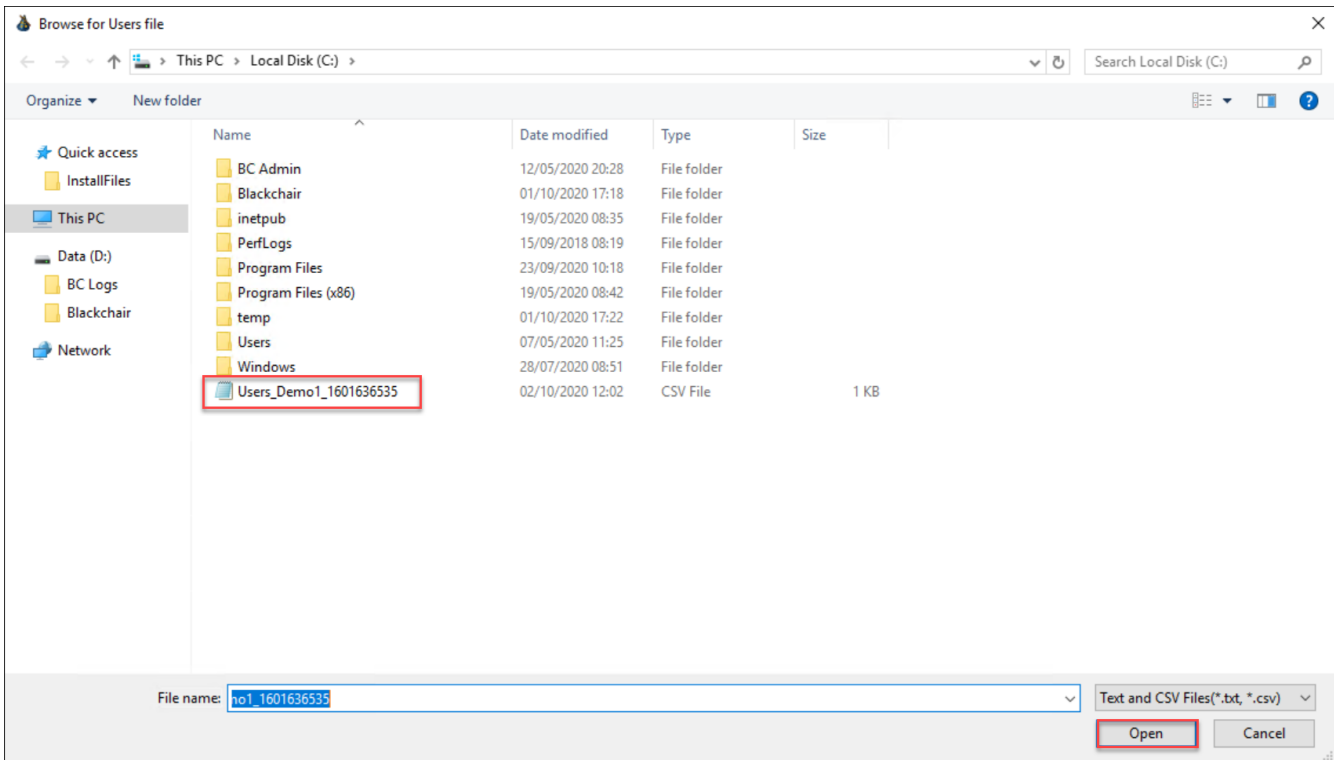 Browse for Users file
This PC > Local Disk (C:) >
Search Local Disk (C:)
Organize
New folder
?
Name
Date modified
Type
Size
Quick access
InstallFiles
This PC
Data (D:)
BC Logs
Blackchair
Network
BC Admin 12/05/2020 20:28 File folder
Blackchair 01/10/2020 17:18 File folder
inetpub 19/05/2020 08:35 File folder
PerfLogs 15/09/2018 08:19 File folder
Program Files 23/09/2020 10:18 File folder
Program Files (x86) 19/05/2020 08:42 File folder
temp 01/10/2020 17:22 File folder
Users 07/05/2020 11:25 File folder
Windows 28/07/2020 08:51 File folder
Users_Demo1_1601636535 02/10/2020 12:02 CSV File 1 KB
File name:
no1_1601636535
Text and CSV Files(*.txt, *.csv)
Open
Cancel